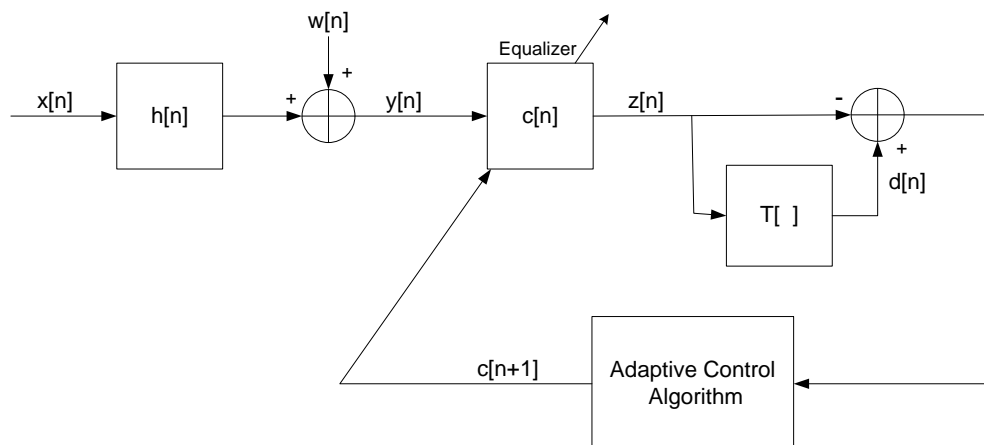 w[n]
+
Equalizer
x[n]
h[n]
+
y[n]
c[n]
z[n]
-
+
d[n]
T[ ]
c[n+1]
Adaptive Control
Algorithm